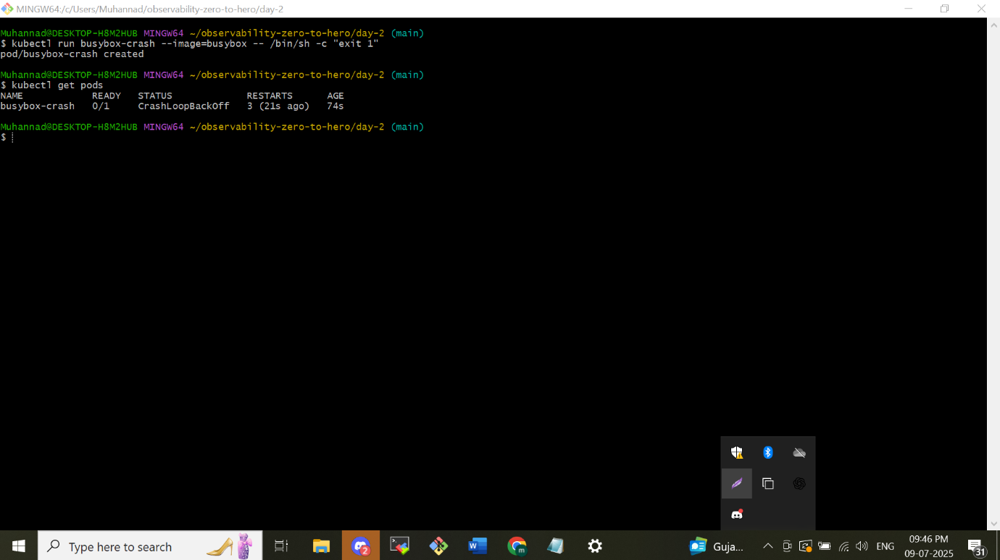 MINGW64:/c/Users/Muhannad/observability-zero-to-hero/day-2
Muhannad@DESKTOP-H8M2HUB MINGW64 ~/observability-zero-to-hero/day-2 (main)
$ kubectl run busybox-crash --image=busybox -- /bin/sh -c "exit 1"
pod/busybox-crash created
Muhannad@DESKTOP-H8M2HUB MINGW64 ~/observability-zero-to-hero/day-2 (main)
$ kubectl get pods
NAME READY STATUS RESTARTS AGE
busybox-crash 0/1 CrashLoopBackOff 3 (21s ago) 74s
Muhannad@DESKTOP-H8M2HUB MINGW64 ~/observability-zero-to-hero/day-2 (main)
$
Type here to search
2
W
m
Guja...
ENG
09:46 PM
09-07-2025
31